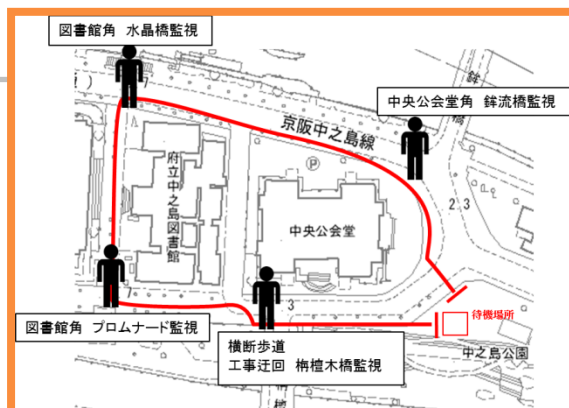 図書館角 水晶橋監視
中央公会堂角 鉾流橋監視
京阪中之島線
府立中之島図書館
中央公会堂
P
2 3
7
7
3
待機場所
中之島公園
図書館角 プロムナード監視
横断歩道
工事迂回 栴檀木橋監視